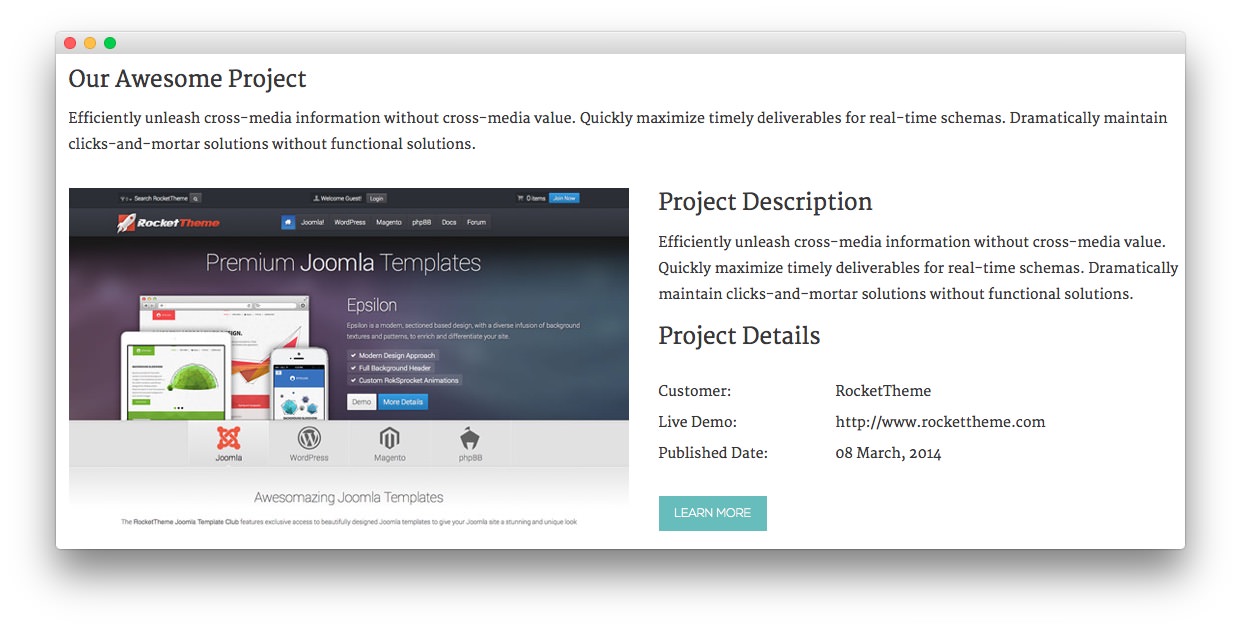 Our Awesome Project
Efficiently unleash cross-media information without cross-media value. Quickly maximize timely deliverables for real-time schemas. Dramatically maintain
clicks-and-mortar solutions without functional solutions.
Search RocketTheme
Welcome Guest! Login
0 items Join Now
RocketTheme
Joomla! WordPress Magento phpBB Docs Forum
Premium Joomla Templates
Epsilon
Epsilon is a modern, sectioned based design, with a diverse infusion of background
textures and patterns, to enrich and differentiate your site.
Modern Design Approach
Full Background Header
Custom RokSprocket Animations
Demo More Details
Joomla WordPress Magento phpBB
Awesomazing Joomla Templates
The RocketTheme Joomla Template Club features exclusive access to beautifully designed Joomla templates to give your Joomla site a stunning and unique look
Project Description
Efficiently unleash cross-media information without cross-media value.
Quickly maximize timely deliverables for real-time schemas. Dramatically
maintain clicks-and-mortar solutions without functional solutions.
Project Details
Customer: RocketTheme
Live Demo: http://www.rockettheme.com
Published Date: 08 March, 2014
LEARN MORE